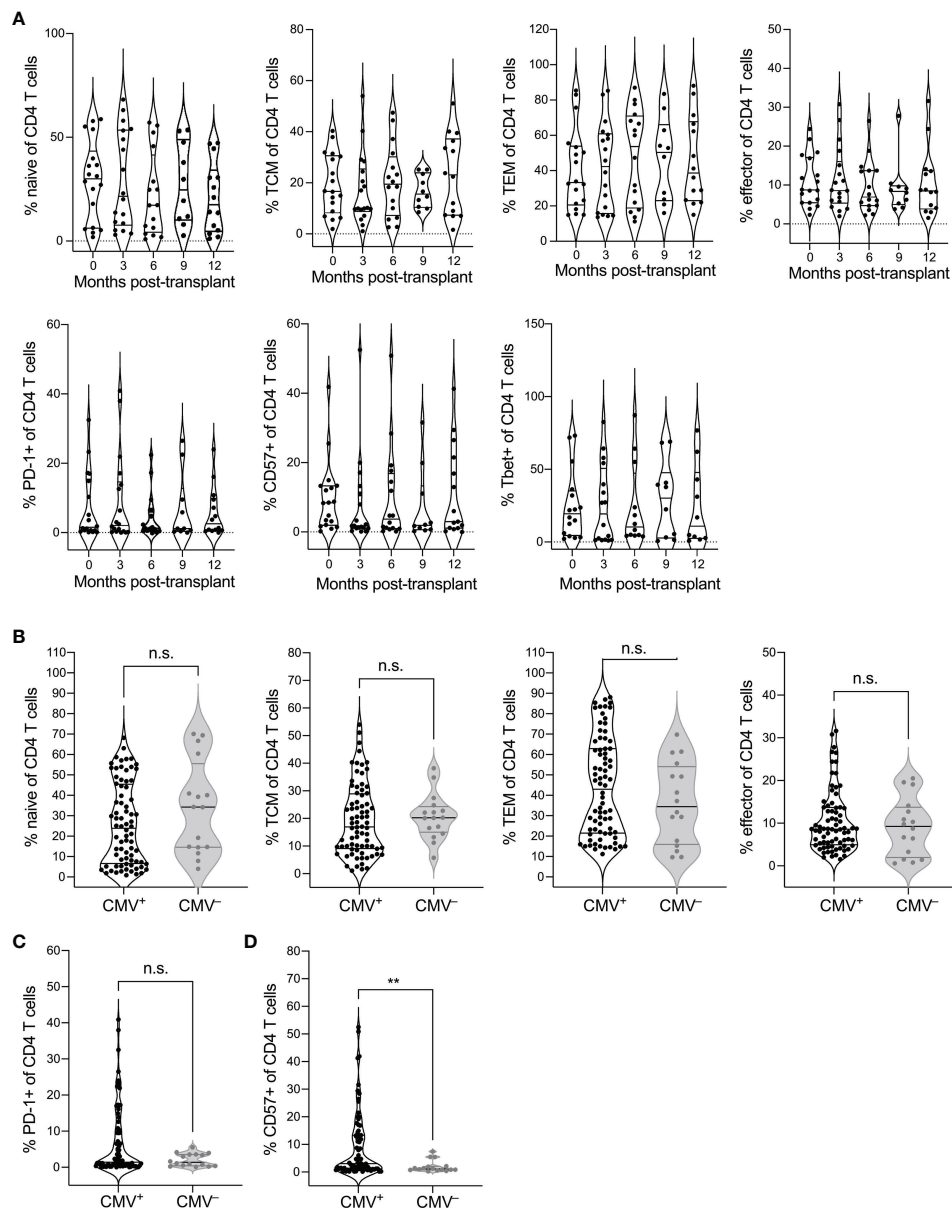 A
% naive of CD4 T cells
100
50
0
0 3 6 9 12
Months post-transplant
% TCM of CD4 T cells
80
60
40
20
0
0 3 6 9 12
Months post-transplant
% TEM of CD4 T cells
120
100
80
60
40
20
0
0 3 6 9 12
Months post-transplant
% effector of CD4 T cells
50
40
30
20
10
0
0 3 6 9 12
Months post-transplant
% PD-1+ of CD4 T cells
60
40
20
0
0 3 6 9 12
Months post-transplant
% CD57+ of CD4 T cells
60
40
20
0
0 3 6 9 12
Months post-transplant
% Tbet+ of CD4 T cells
150
100
50
0
0 3 6 9 12
Months post-transplant
B
% naive of CD4 T cells
110
100
90
80
70
60
50
40
30
20
10
0
n.s.
CMV⁺ CMV⁻
% TCM of CD4 T cells
80
70
60
50
40
30
20
10
0
n.s.
CMV⁺ CMV⁻
% TEM of CD4 T cells
110
100
90
80
70
60
50
40
30
20
10
0
n.s.
CMV⁺ CMV⁻
% effector of CD4 T cells
50
40
30
20
10
0
n.s.
CMV⁺ CMV⁻
C
% PD-1+ of CD4 T cells
60
50
40
30
20
10
0
n.s.
CMV⁺ CMV⁻
D
% CD57+ of CD4 T cells
80
70
60
50
40
30
20
10
0
**
CMV⁺ CMV⁻